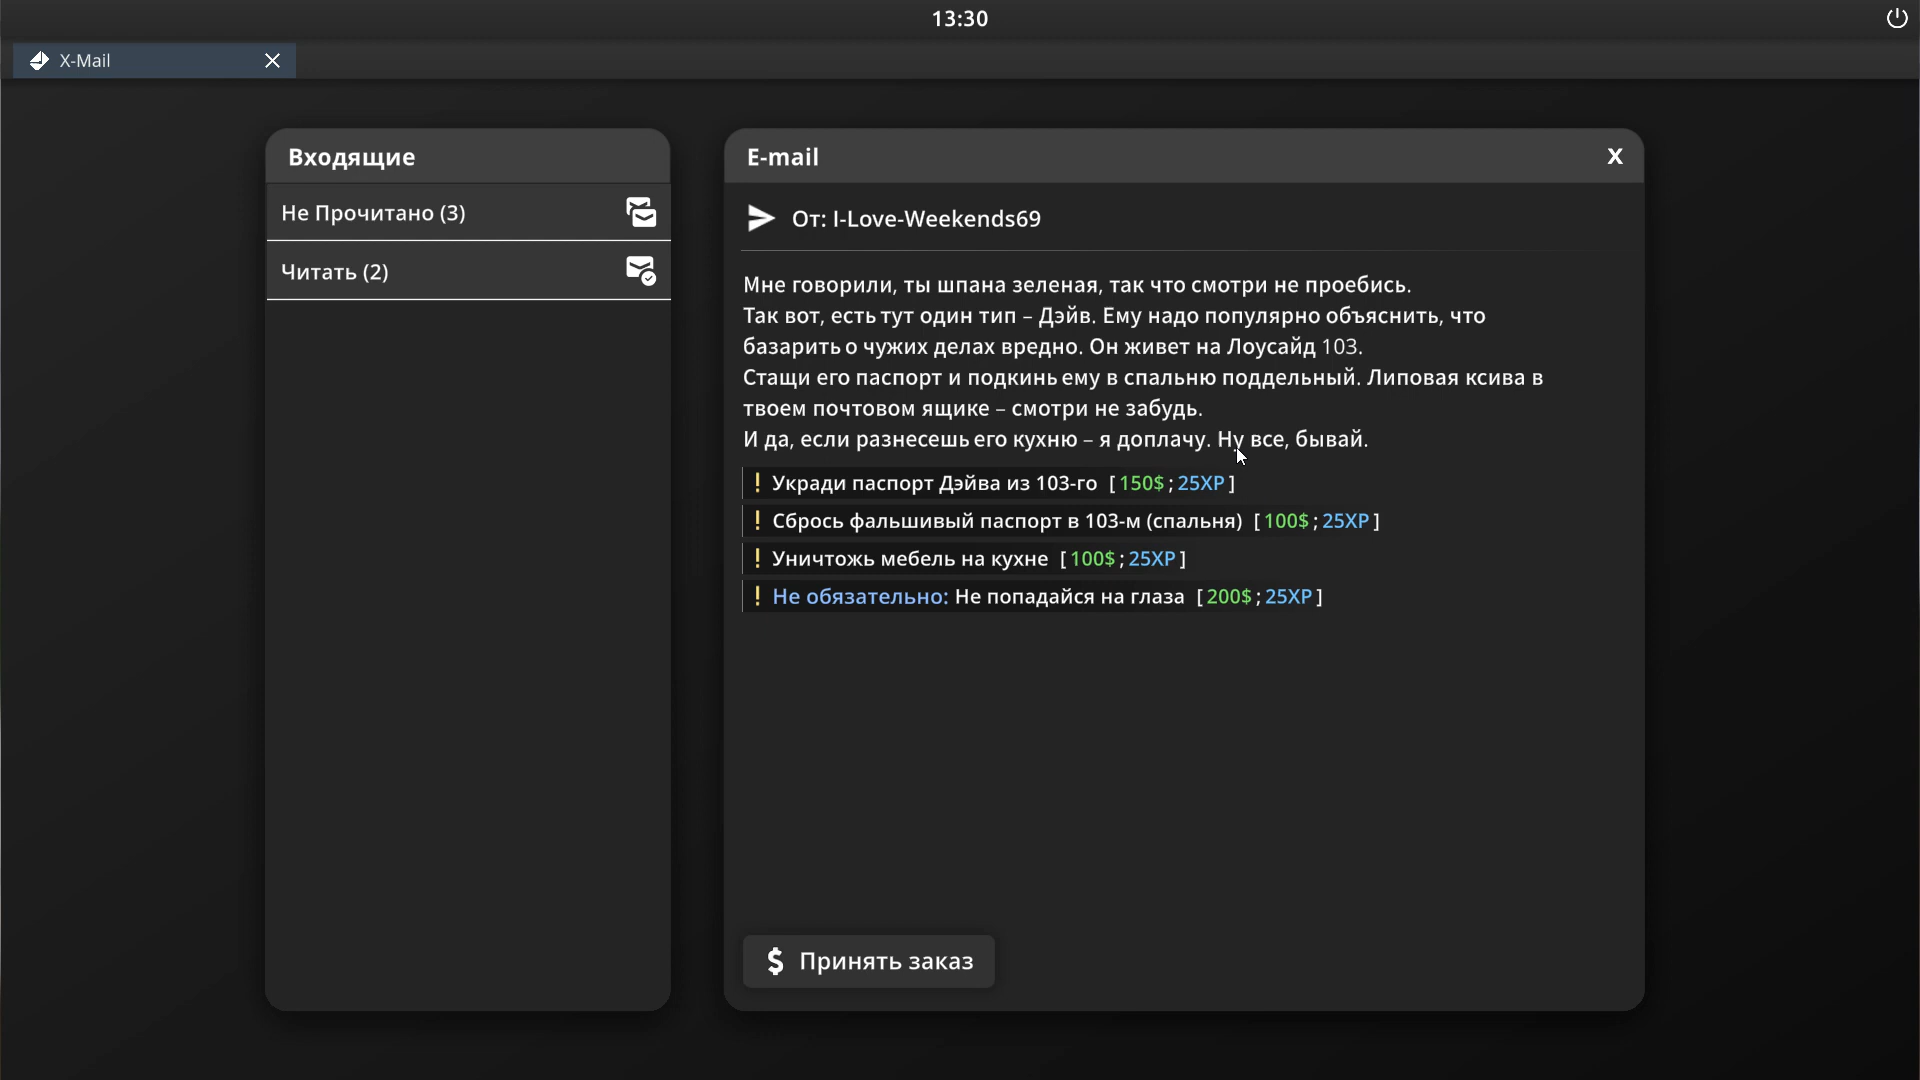 13:30
X-Mail
Входящие
Не Прочитано (3)
Читать (2)
E-mail
X
От: I-Love-Weekends69
Мне говорили, ты шпана зеленая, так что смотри не проебись.
Так вот, есть тут один тип – Дэйв. Ему надо популярно объяснить, что
базарить о чужих делах вредно. Он живет на Лоусайд 103.
Стащи его паспорт и подкинь ему в спальню поддельный. Липовая ксива в
твоем почтовом ящике – смотри не забудь.
И да, если разнесешь его кухню – я доплачу. Ну все, бывай.
! Укради паспорт Дэйва из 103-го [150$;25XP]
! Сбрось фальшивый паспорт в 103-м (спальня) [100$;25XP]
! Уничтожь мебель на кухне [100$;25XP]
! Не обязательно: Не попадайся на глаза [200$;25XP]
$ Принять заказ